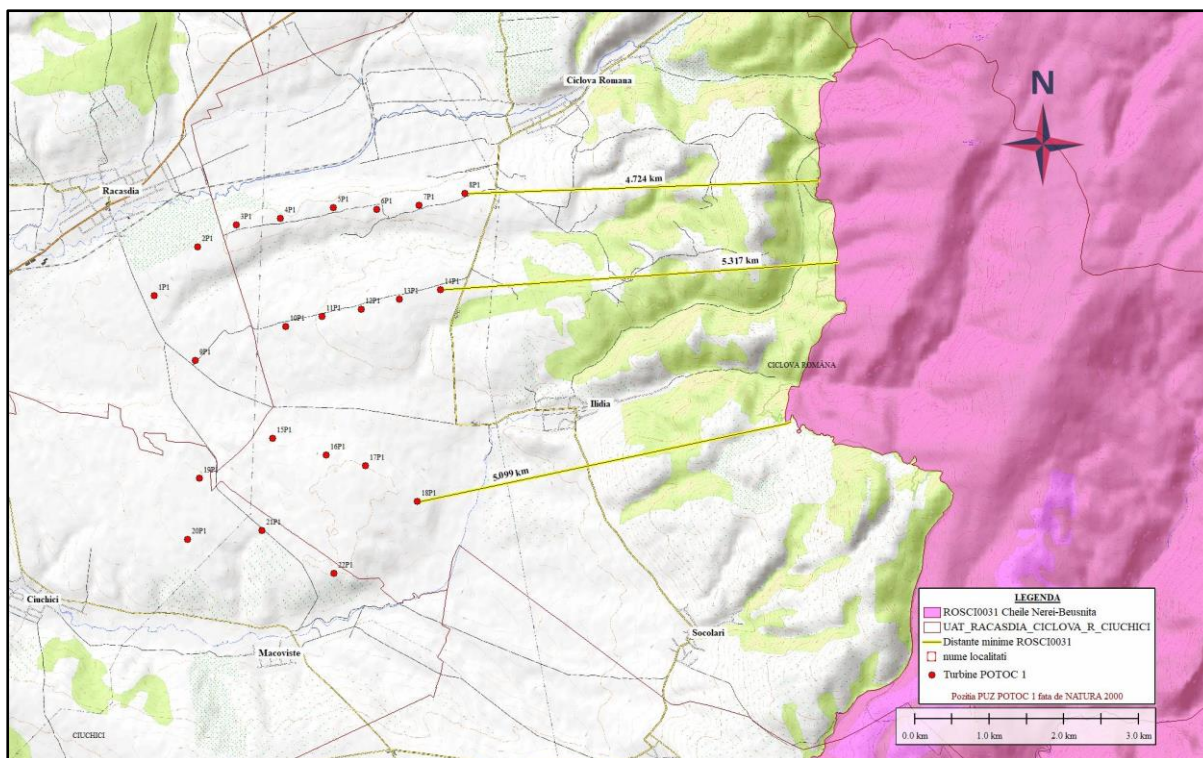 Ciclova Romana
N
Racasdia
4.724 km
8P1
7P1
6P1
5P1
4P1
3P1
2P1
1P1
5.317 km
14P1
13P1
12P1
11P1
10P1
9P1
CICLOVA ROMÂNA
Ilidia
15P1
16P1
17P1
5.099 km
18P1
19P1
20P1
21P1
22P1
Ciuchici
Macoviste
Socolari
CIUCHICI
LEGENDA
ROSCI0031 Cheile Nerei-Beusnita
UAT_RACASDIA_CICLOVA_R_CIUCHICI
Distante minime ROSCI0031
nume localitati
Turbine POTOC 1
Pozitia PUZ POTOC 1 fata de NATURA 2000
0.0 km 1.0 km 2.0 km 3.0 km